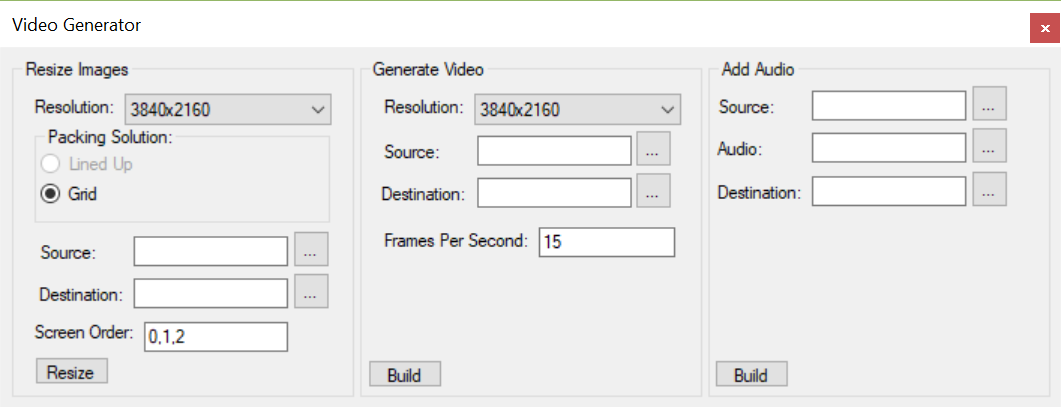 Video Generator
Resize Images
Resolution: 3840x2160
Packing Solution:
Lined Up
Grid
Source: ...
Destination: ...
Screen Order: 0,1,2
Resize
Generate Video
Resolution: 3840x2160
Source: ...
Destination: ...
Frames Per Second: 15
Build
Add Audio
Source: ...
Audio: ...
Destination: ...
Build